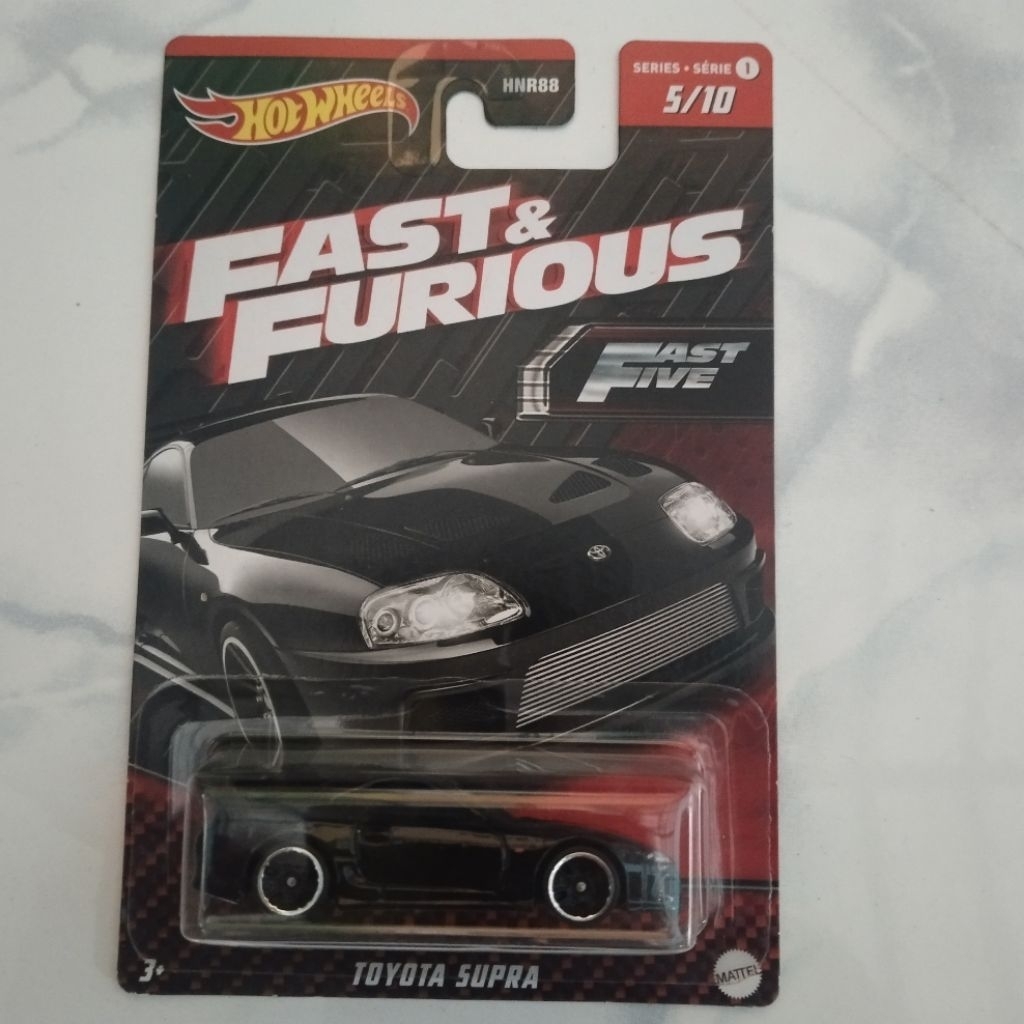 HOT WHEELS
HNR88
SERIES • SÉRIE 1
5/10
FAST &
FURIOUS
FAST
FIVE
3+
TOYOTA SUPRA
MATTEL